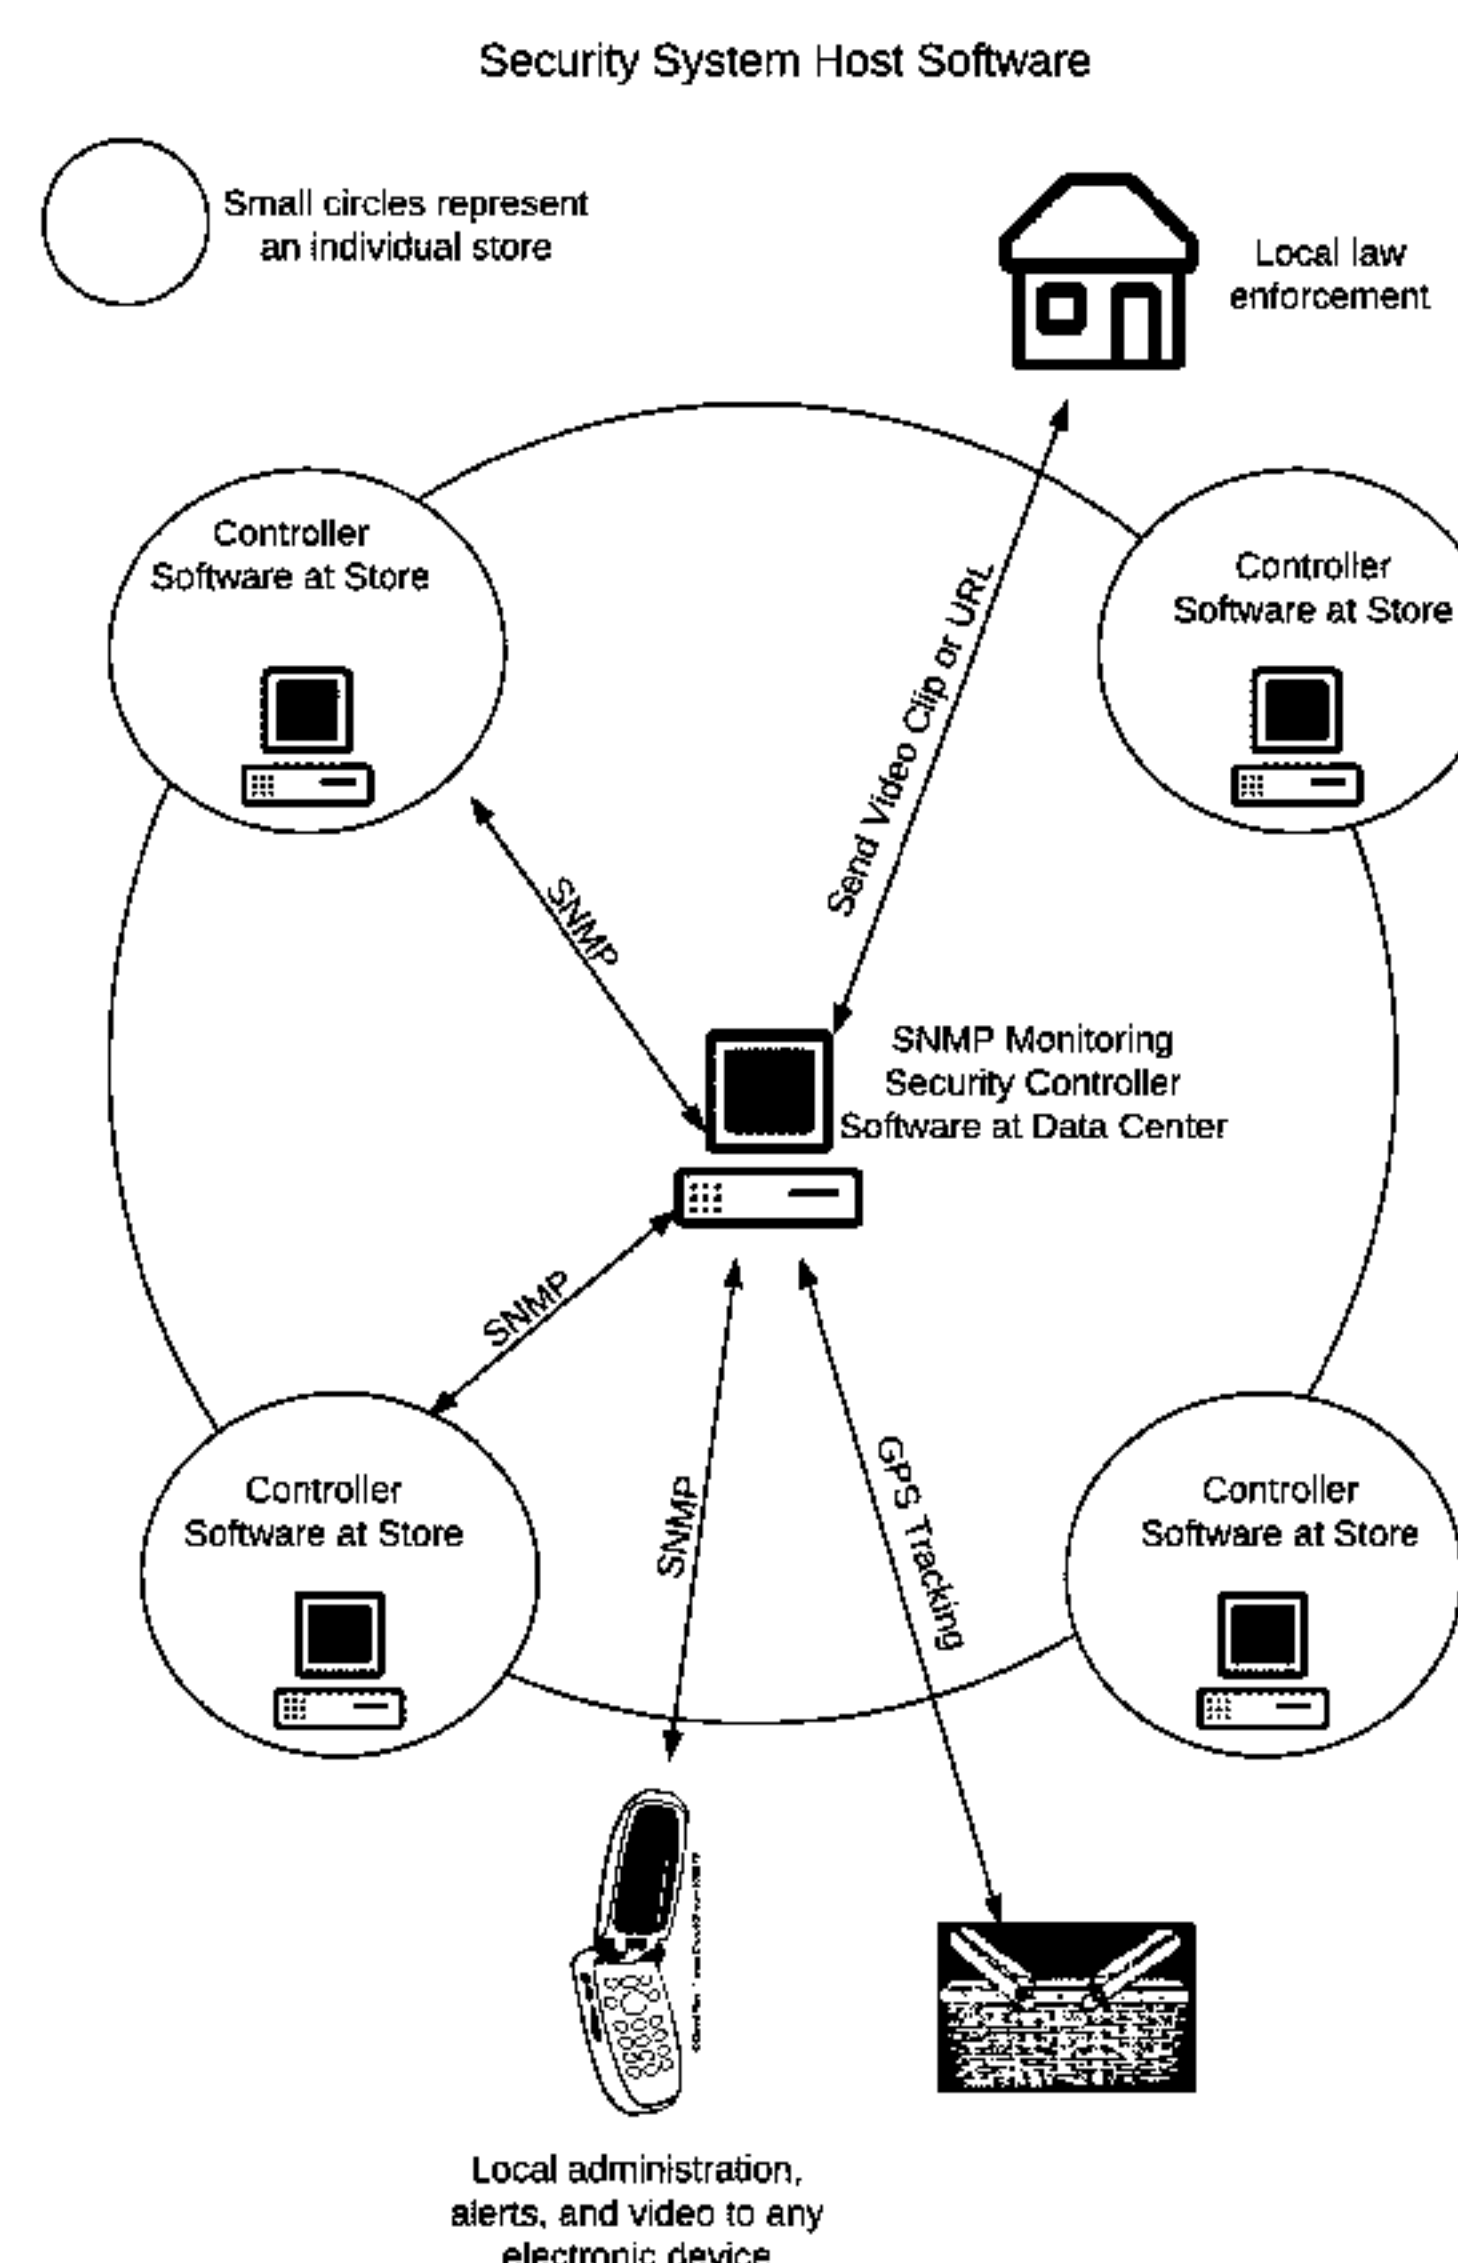 Security System Host Software
Small circles represent
an individual store
Local law
enforcement
Controller
Software at Store
Controller
Software at Store
Send Video Clip or URL
SNMP
SNMP Monitoring
Security Controller
Software at Data Center
SNMP
SNMP
GPS Tracking
Controller
Software at Store
Controller
Software at Store
Local administration,
alerts, and video to any
electronic device